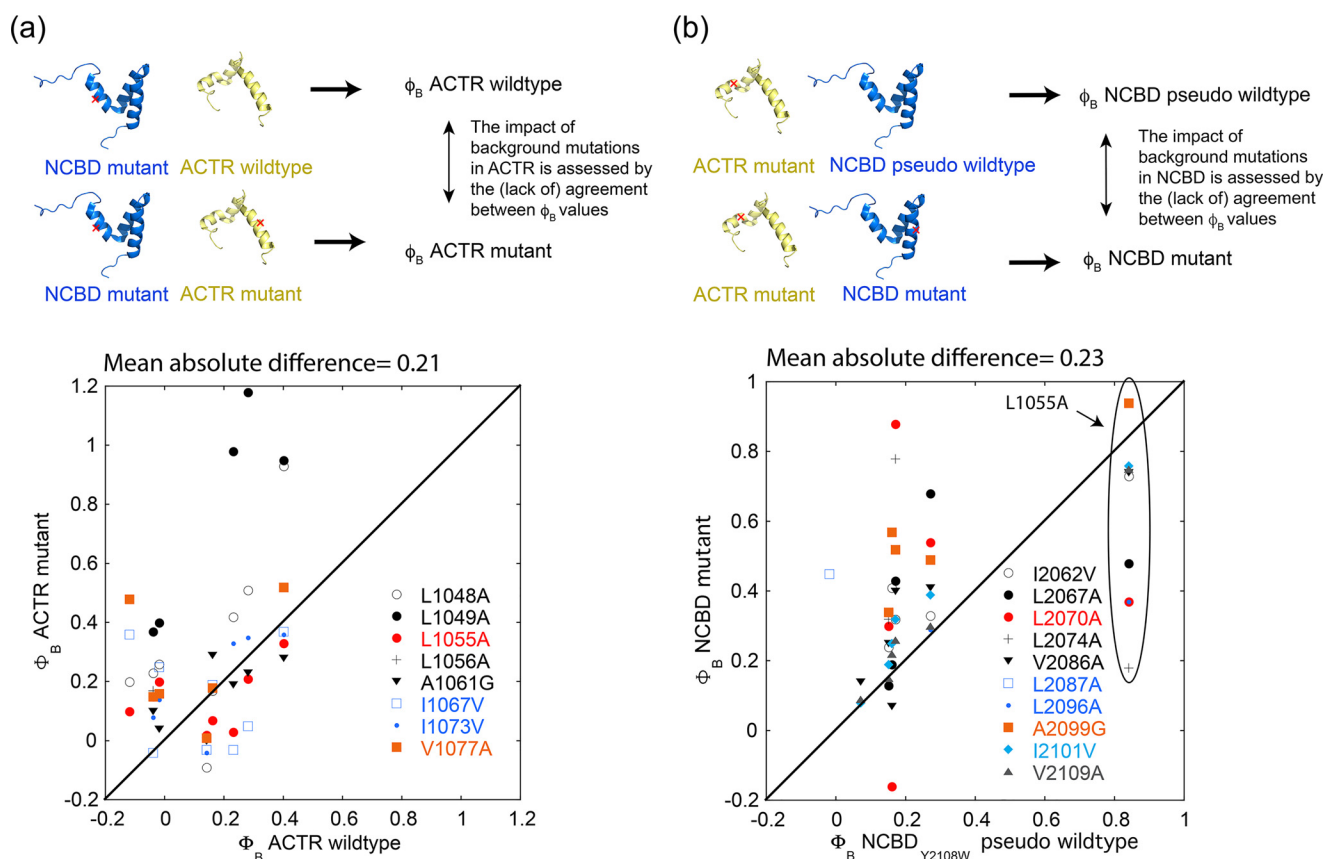 (a)
ϕB ACTR wildtype
NCBD mutant
ACTR wildtype
The impact of
background mutations
in ACTR is assessed by
the (lack of) agreement
between ϕB values
ϕB ACTR mutant
NCBD mutant
ACTR mutant
Mean absolute difference= 0.21
1.2
1
0.8
0.6
0.4
0.2
0
-0.2
ΦB ACTR mutant
L1048A
L1049A
L1055A
L1056A
A1061G
I1067V
I1073V
V1077A
-0.2 0 0.2 0.4 0.6 0.8 1 1.2
ΦB ACTR wildtype
(b)
ϕB NCBD pseudo wildtype
ACTR mutant
NCBD pseudo wildtype
The impact of
background mutations
in NCBD is assessed by
the (lack of) agreement
between ϕB values
ϕB NCBD mutant
ACTR mutant
NCBD mutant
Mean absolute difference= 0.23
1
0.8
0.6
0.4
0.2
0
-0.2
ΦB NCBD mutant
L1055A
I2062V
L2067A
L2070A
L2074A
V2086A
L2087A
L2096A
A2099G
I2101V
V2109A
-0.2 0 0.2 0.4 0.6 0.8 1
ΦB NCBDY2108W pseudo wildtype